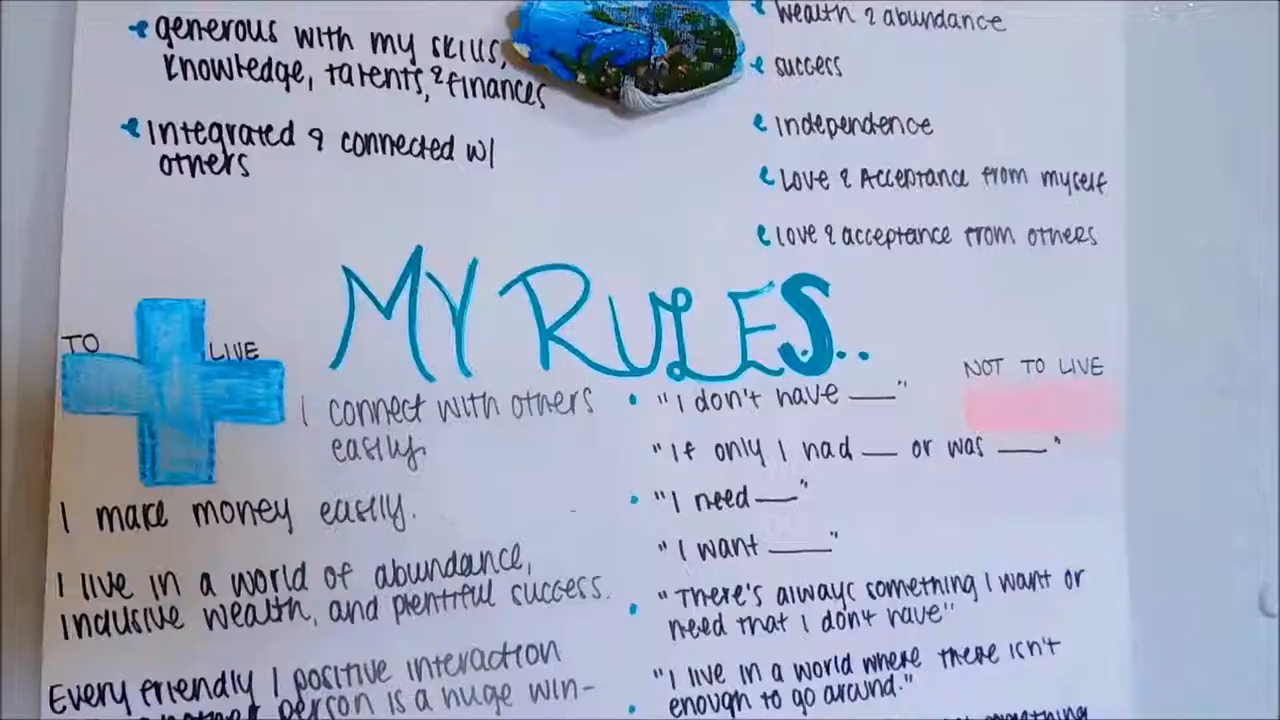 generous with my skills,
knowledge, talents, & finances
integrated & connected w/
others
wealth & abundance
success
independence
Love & Acceptance from myself
love & acceptance from others
MY RULES...
TO LIVE
I connect with others
easily.
I make money easily.
I live in a world of abundance,
inclusive wealth, and plentiful success.
Every friendly / positive interaction
person is a huge win-
NOT TO LIVE
"I don't have ___"
"If only I had ___ or was ___"
"I need ___"
"I want ___"
"There's always something I want or
need that I don't have"
"I live in a world where there isn't
enough to go around."
something